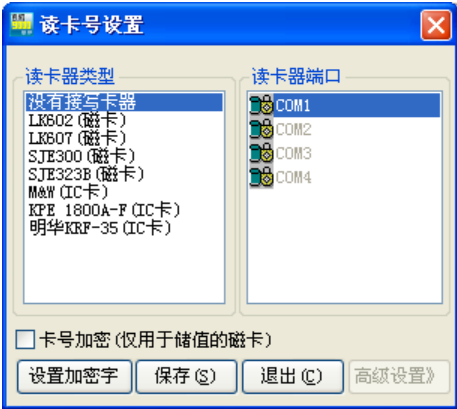 读卡号设置
读卡器类型
没有接写卡器
LK602(磁卡)
LK607(磁卡)
SJE300(磁卡)
SJE323B(磁卡)
M&W(IC卡)
KPE 1800A-F(IC卡)
明华KRF-35(IC卡)
读卡器端口
COM1
COM2
COM3
COM4
卡号加密(仅用于储值的磁卡)
设置加密字 保存(S) 退出(C) 高级设置》